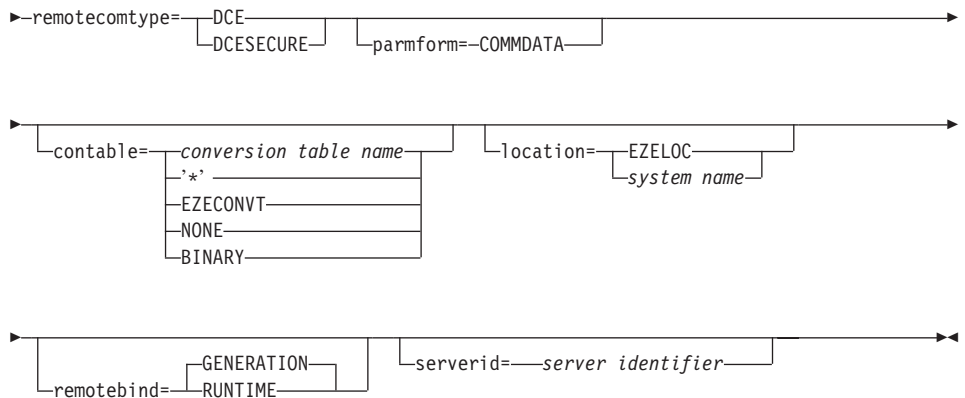 remotecomtype= DCE
DCESECURE parmform= COMMDATA
contable= conversion table name location= EZELOC
'*' system name
EZECONVT
NONE
BINARY
GENERATION serverid= server identifier
remotebind= RUNTIME